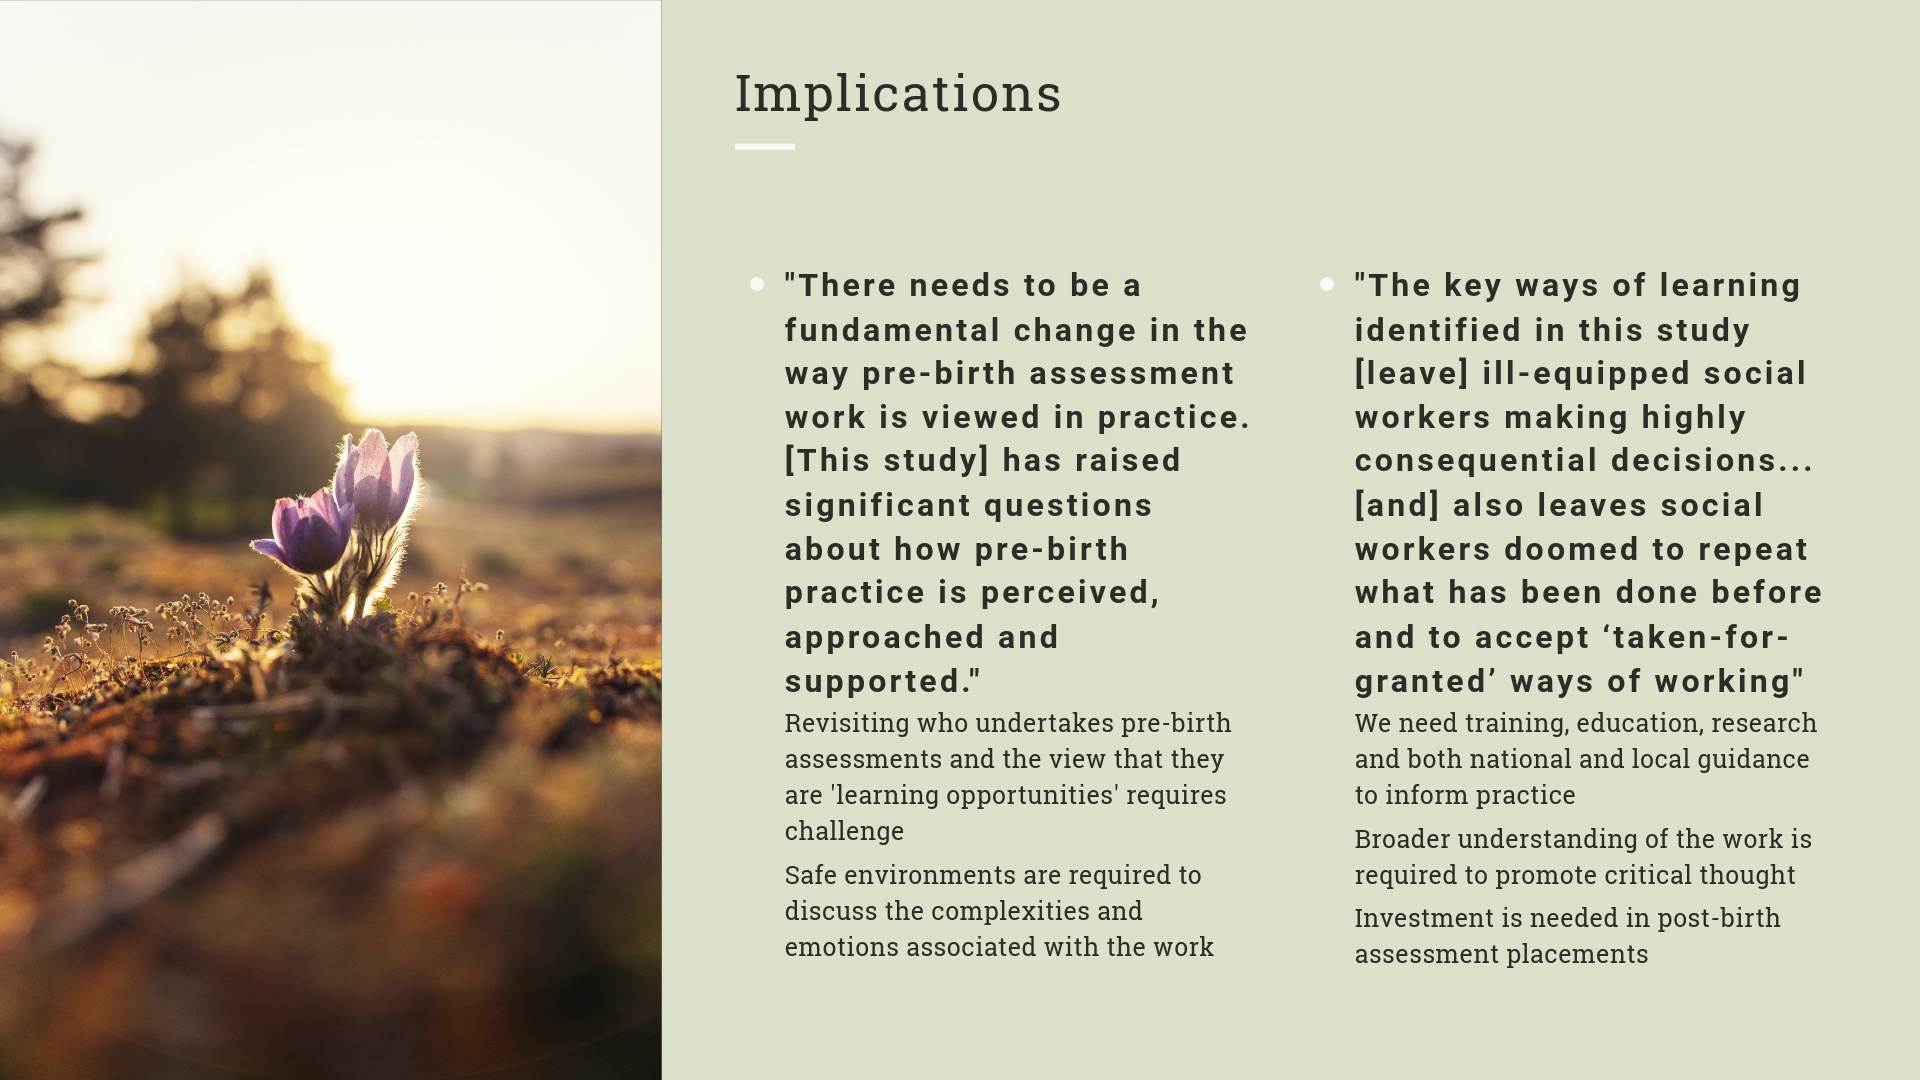 Implications
"There needs to be a
fundamental change in the
way pre-birth assessment
work is viewed in practice.
[This study] has raised
significant questions
about how pre-birth
practice is perceived,
approached and
supported."
Revisiting who undertakes pre-birth
assessments and the view that they
are 'learning opportunities' requires
challenge
Safe environments are required to
discuss the complexities and
emotions associated with the work
"The key ways of learning
identified in this study
[leave] ill-equipped social
workers making highly
consequential decisions...
[and] also leaves social
workers doomed to repeat
what has been done before
and to accept ‘taken-for-
granted’ ways of working"
We need training, education, research
and both national and local guidance
to inform practice
Broader understanding of the work is
required to promote critical thought
Investment is needed in post-birth
assessment placements